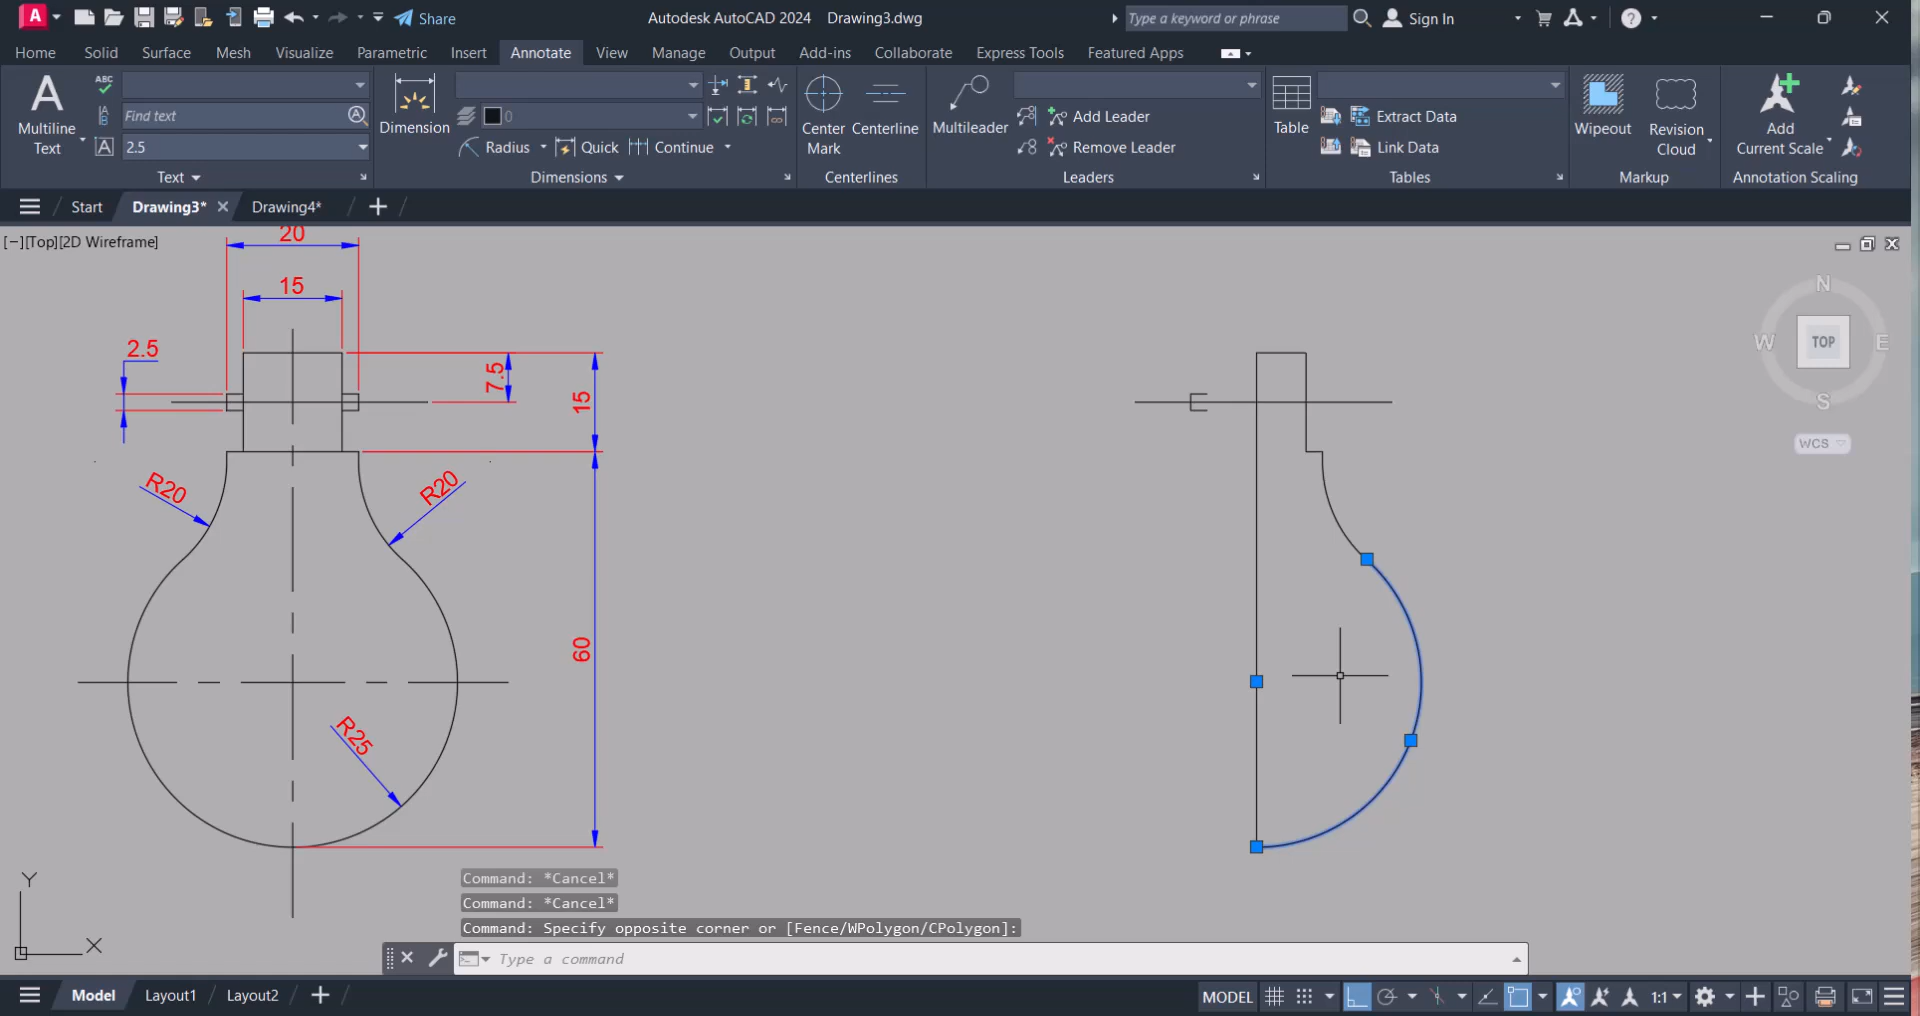 A Share Autodesk AutoCAD 2024 Drawing3.dwg Type a keyword or phrase Sign In ?
Home Solid Surface Mesh Visualize Parametric Insert Annotate View Manage Output Add-ins Collaborate Express Tools Featured Apps
Multiline Text
ABC
Find text
2.5
Text
Dimension
0
Radius Quick Continue
Dimensions
Center Mark
Centerline
Centerlines
Multileader
Add Leader
Remove Leader
Leaders
Table
Extract Data
Link Data
Tables
Wipeout
Revision Cloud
Markup
Add Current Scale
Annotation Scaling
Start Drawing3* Drawing4*
[−][Top][2D Wireframe]
20
15
2.5
7.5
15
R20
R20
60
R25
N
W TOP E
S
WCS
Y
X
Command: *Cancel*
Command: *Cancel*
Command: Specify opposite corner or [Fence/WPolygon/CPolygon]:
Type a command
Model Layout1 Layout2
MODEL 1:1